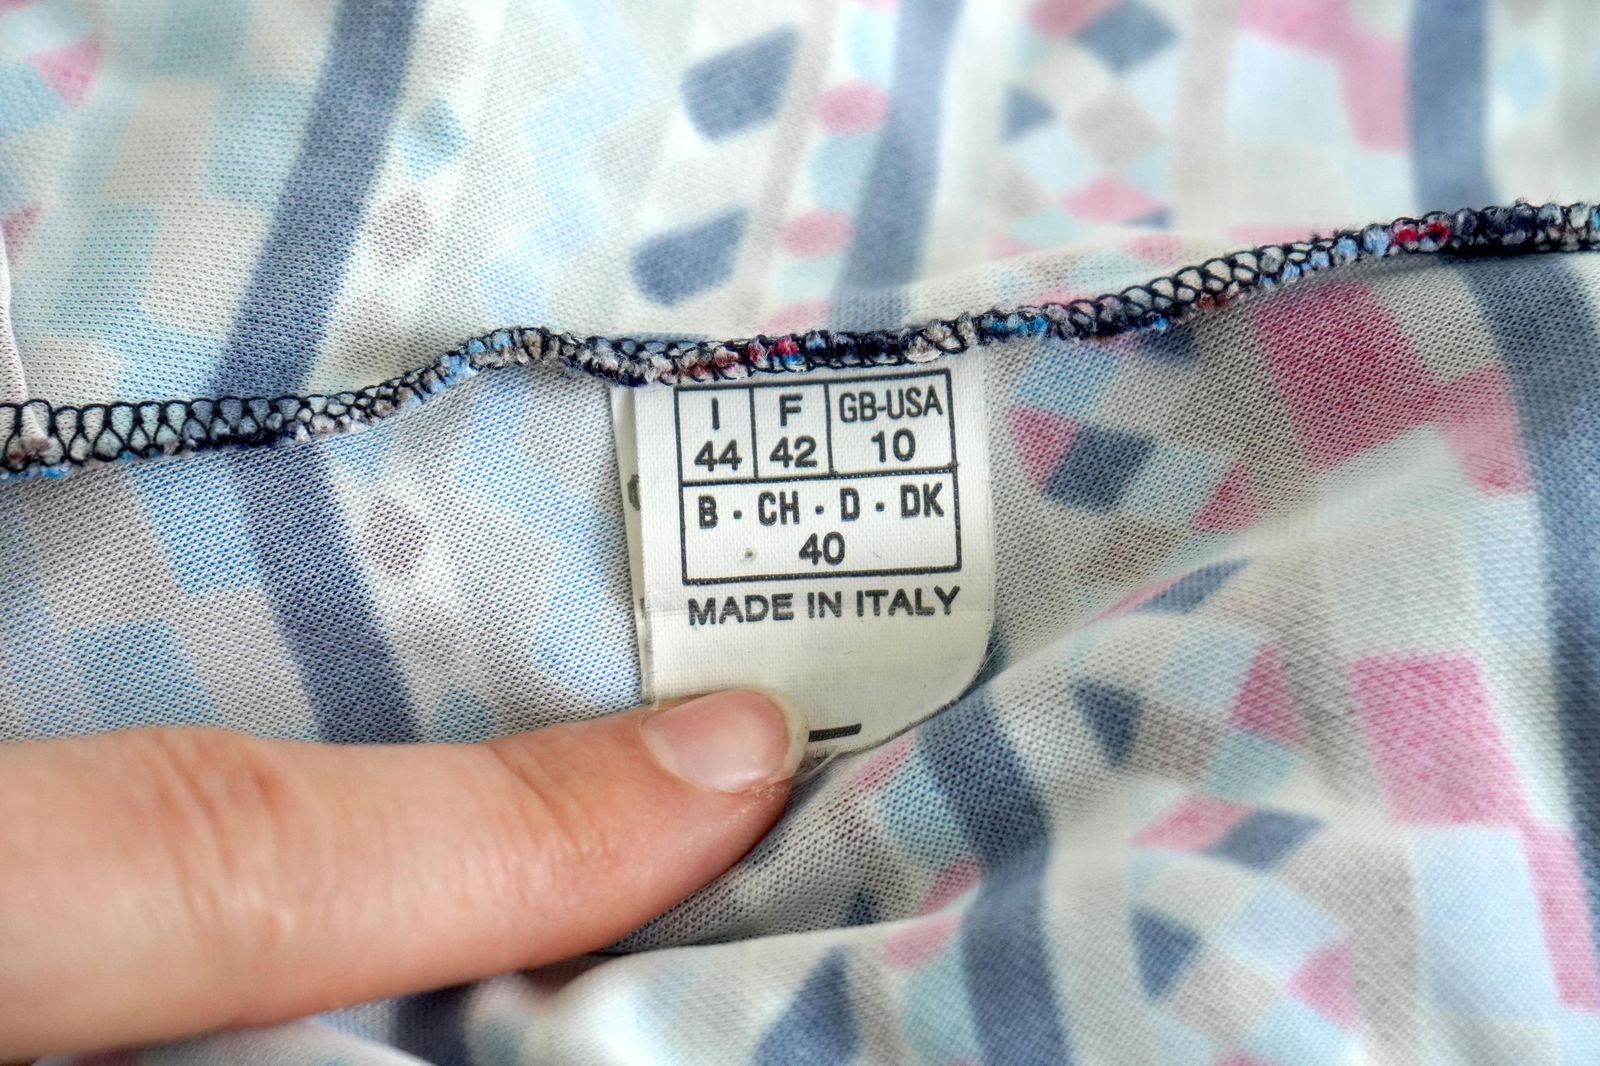 I F GB-USA
44 42 10
B · CH · D · DK
40
MADE IN ITALY